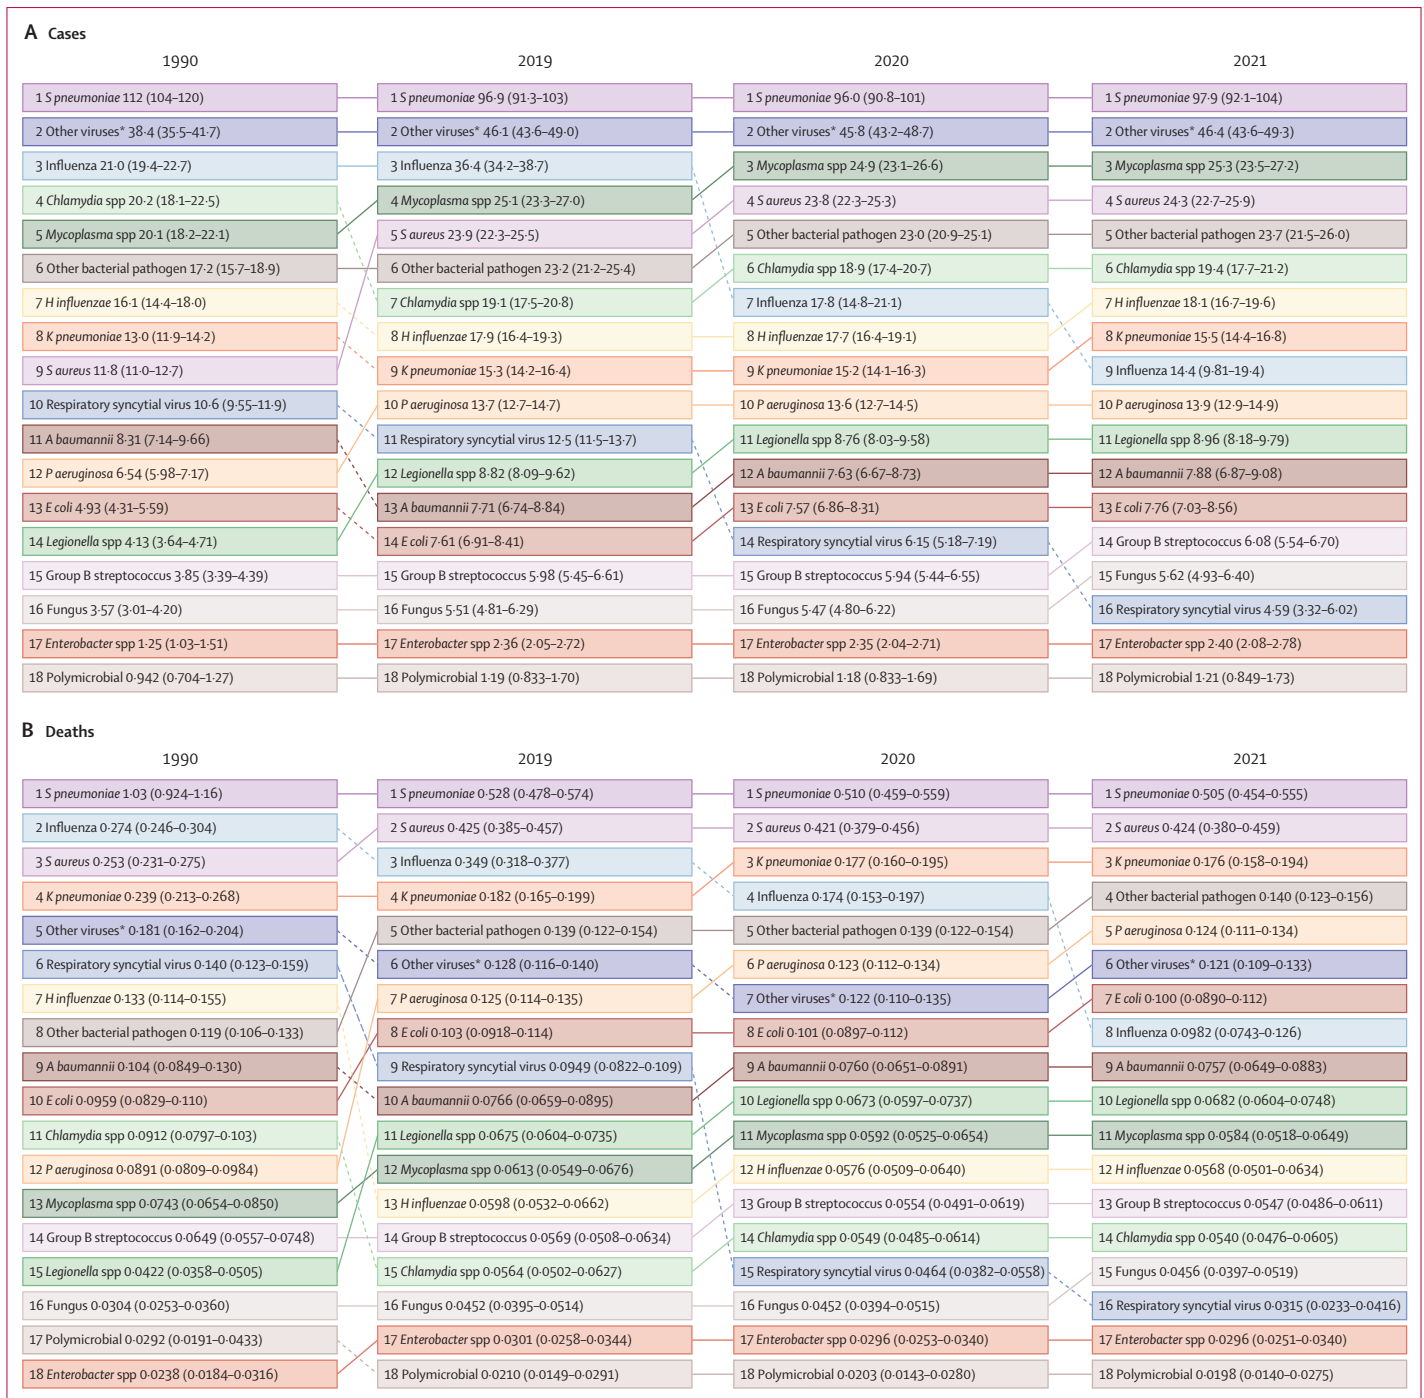 A Cases
1990
2019
2020
2021
1 S pneumoniae 112 (104–120)
1 S pneumoniae 96·9 (91·3–103)
1 S pneumoniae 96·0 (90·8–101)
1 S pneumoniae 97·9 (92·1–104)
2 Other viruses* 38·4 (35·5–41·7)
2 Other viruses* 46·1 (43·6–49·0)
2 Other viruses* 45·8 (43·2–48·7)
2 Other viruses* 46·4 (43·6–49·3)
3 Influenza 21·0 (19·4–22·7)
3 Influenza 36·4 (34·2–38·7)
3 Mycoplasma spp 24·9 (23·1–26·6)
3 Mycoplasma spp 25·3 (23·5–27·2)
4 Chlamydia spp 20·2 (18·1–22·5)
4 Mycoplasma spp 25·1 (23·3–27·0)
4 S aureus 23·8 (22·3–25·3)
4 S aureus 24·3 (22·7–25·9)
5 Mycoplasma spp 20·1 (18·2–22·1)
5 S aureus 23·9 (22·3–25·5)
5 Other bacterial pathogen 23·0 (20·9–25·1)
5 Other bacterial pathogen 23·7 (21·5–26·0)
6 Other bacterial pathogen 17·2 (15·7–18·9)
6 Other bacterial pathogen 23·2 (21·2–25·4)
6 Chlamydia spp 18·9 (17·4–20·7)
6 Chlamydia spp 19·4 (17·7–21·2)
7 H influenzae 16·1 (14·4–18·0)
7 Chlamydia spp 19·1 (17·5–20·8)
7 Influenza 17·8 (14·8–21·1)
7 H influenzae 18·1 (16·7–19·6)
8 K pneumoniae 13·0 (11·9–14·2)
8 H influenzae 17·9 (16·4–19·3)
8 H influenzae 17·7 (16·4–19·1)
8 K pneumoniae 15·5 (14·4–16·8)
9 S aureus 11·8 (11·0–12·7)
9 K pneumoniae 15·3 (14·2–16·4)
9 K pneumoniae 15·2 (14·1–16·3)
9 Influenza 14·4 (9·81–19·4)
10 Respiratory syncytial virus 10·6 (9·55–11·9)
10 P aeruginosa 13·7 (12·7–14·7)
10 P aeruginosa 13·6 (12·7–14·5)
10 P aeruginosa 13·9 (12·9–14·9)
11 A baumannii 8·31 (7·14–9·66)
11 Respiratory syncytial virus 12·5 (11·5–13·7)
11 Legionella spp 8·76 (8·03–9·58)
11 Legionella spp 8·96 (8·18–9·79)
12 P aeruginosa 6·54 (5·98–7·17)
12 Legionella spp 8·82 (8·09–9·62)
12 A baumannii 7·63 (6·67–8·73)
12 A baumannii 7·88 (6·87–9·08)
13 E coli 4·93 (4·31–5·59)
13 A baumannii 7·71 (6·74–8·84)
13 E coli 7·57 (6·86–8·31)
13 E coli 7·76 (7·03–8·56)
14 Legionella spp 4·13 (3·64–4·71)
14 E coli 7·61 (6·91–8·41)
14 Respiratory syncytial virus 6·15 (5·18–7·19)
14 Group B streptococcus 6·08 (5·54–6·70)
15 Group B streptococcus 3·85 (3·39–4·39)
15 Group B streptococcus 5·98 (5·45–6·61)
15 Group B streptococcus 5·94 (5·44–6·55)
15 Fungus 5·62 (4·93–6·40)
16 Fungus 3·57 (3·01–4·20)
16 Fungus 5·51 (4·81–6·29)
16 Fungus 5·47 (4·80–6·22)
16 Respiratory syncytial virus 4·59 (3·32–6·02)
17 Enterobacter spp 1·25 (1·03–1·51)
17 Enterobacter spp 2·36 (2·05–2·72)
17 Enterobacter spp 2·35 (2·04–2·71)
17 Enterobacter spp 2·40 (2·08–2·78)
18 Polymicrobial 0·942 (0·704–1·27)
18 Polymicrobial 1·19 (0·833–1·70)
18 Polymicrobial 1·18 (0·833–1·69)
18 Polymicrobial 1·21 (0·849–1·73)
B Deaths
1990
2019
2020
2021
1 S pneumoniae 1·03 (0·924–1·16)
1 S pneumoniae 0·528 (0·478–0·574)
1 S pneumoniae 0·510 (0·459–0·559)
1 S pneumoniae 0·505 (0·454–0·555)
2 Influenza 0·274 (0·246–0·304)
2 S aureus 0·425 (0·385–0·457)
2 S aureus 0·421 (0·379–0·456)
2 S aureus 0·424 (0·380–0·459)
3 S aureus 0·253 (0·231–0·275)
3 Influenza 0·349 (0·318–0·377)
3 K pneumoniae 0·177 (0·160–0·195)
3 K pneumoniae 0·176 (0·158–0·194)
4 K pneumoniae 0·239 (0·213–0·268)
4 K pneumoniae 0·182 (0·165–0·199)
4 Influenza 0·174 (0·153–0·197)
4 Other bacterial pathogen 0·140 (0·123–0·156)
5 Other viruses* 0·181 (0·162–0·204)
5 Other bacterial pathogen 0·139 (0·122–0·154)
5 Other bacterial pathogen 0·139 (0·122–0·154)
5 P aeruginosa 0·124 (0·111–0·134)
6 Respiratory syncytial virus 0·140 (0·123–0·159)
6 Other viruses* 0·128 (0·116–0·140)
6 P aeruginosa 0·123 (0·112–0·134)
6 Other viruses* 0·121 (0·109–0·133)
7 H influenzae 0·133 (0·114–0·155)
7 P aeruginosa 0·125 (0·114–0·135)
7 Other viruses* 0·122 (0·110–0·135)
7 E coli 0·100 (0·0890–0·112)
8 Other bacterial pathogen 0·119 (0·106–0·133)
8 E coli 0·103 (0·0918–0·114)
8 E coli 0·101 (0·0897–0·112)
8 Influenza 0·0982 (0·0743–0·126)
9 A baumannii 0·104 (0·0849–0·130)
9 Respiratory syncytial virus 0·0949 (0·0822–0·109)
9 A baumannii 0·0760 (0·0651–0·0891)
9 A baumannii 0·0757 (0·0649–0·0883)
10 E coli 0·0959 (0·0829–0·110)
10 A baumannii 0·0766 (0·0659–0·0895)
10 Legionella spp 0·0673 (0·0597–0·0737)
10 Legionella spp 0·0682 (0·0604–0·0748)
11 Chlamydia spp 0·0912 (0·0797–0·103)
11 Legionella spp 0·0675 (0·0604–0·0735)
11 Mycoplasma spp 0·0592 (0·0525–0·0654)
11 Mycoplasma spp 0·0584 (0·0518–0·0649)
12 P aeruginosa 0·0891 (0·0809–0·0984)
12 Mycoplasma spp 0·0613 (0·0549–0·0676)
12 H influenzae 0·0576 (0·0509–0·0640)
12 H influenzae 0·0568 (0·0501–0·0634)
13 Mycoplasma spp 0·0743 (0·0654–0·0850)
13 H influenzae 0·0598 (0·0532–0·0662)
13 Group B streptococcus 0·0554 (0·0491–0·0619)
13 Group B streptococcus 0·0547 (0·0486–0·0611)
14 Group B streptococcus 0·0649 (0·0557–0·0748)
14 Group B streptococcus 0·0569 (0·0508–0·0634)
14 Chlamydia spp 0·0549 (0·0485–0·0614)
14 Chlamydia spp 0·0540 (0·0476–0·0605)
15 Legionella spp 0·0422 (0·0358–0·0505)
15 Chlamydia spp 0·0564 (0·0502–0·0627)
15 Respiratory syncytial virus 0·0464 (0·0382–0·0558)
15 Fungus 0·0456 (0·0397–0·0519)
16 Fungus 0·0304 (0·0253–0·0360)
16 Fungus 0·0452 (0·0395–0·0514)
16 Fungus 0·0452 (0·0394–0·0515)
16 Respiratory syncytial virus 0·0315 (0·0233–0·0416)
17 Polymicrobial 0·0292 (0·0191–0·0433)
17 Enterobacter spp 0·0301 (0·0258–0·0344)
17 Enterobacter spp 0·0296 (0·0253–0·0340)
17 Enterobacter spp 0·0296 (0·0251–0·0340)
18 Enterobacter spp 0·0238 (0·0184–0·0316)
18 Polymicrobial 0·0210 (0·0149–0·0291)
18 Polymicrobial 0·0203 (0·0143–0·0280)
18 Polymicrobial 0·0198 (0·0140–0·0275)